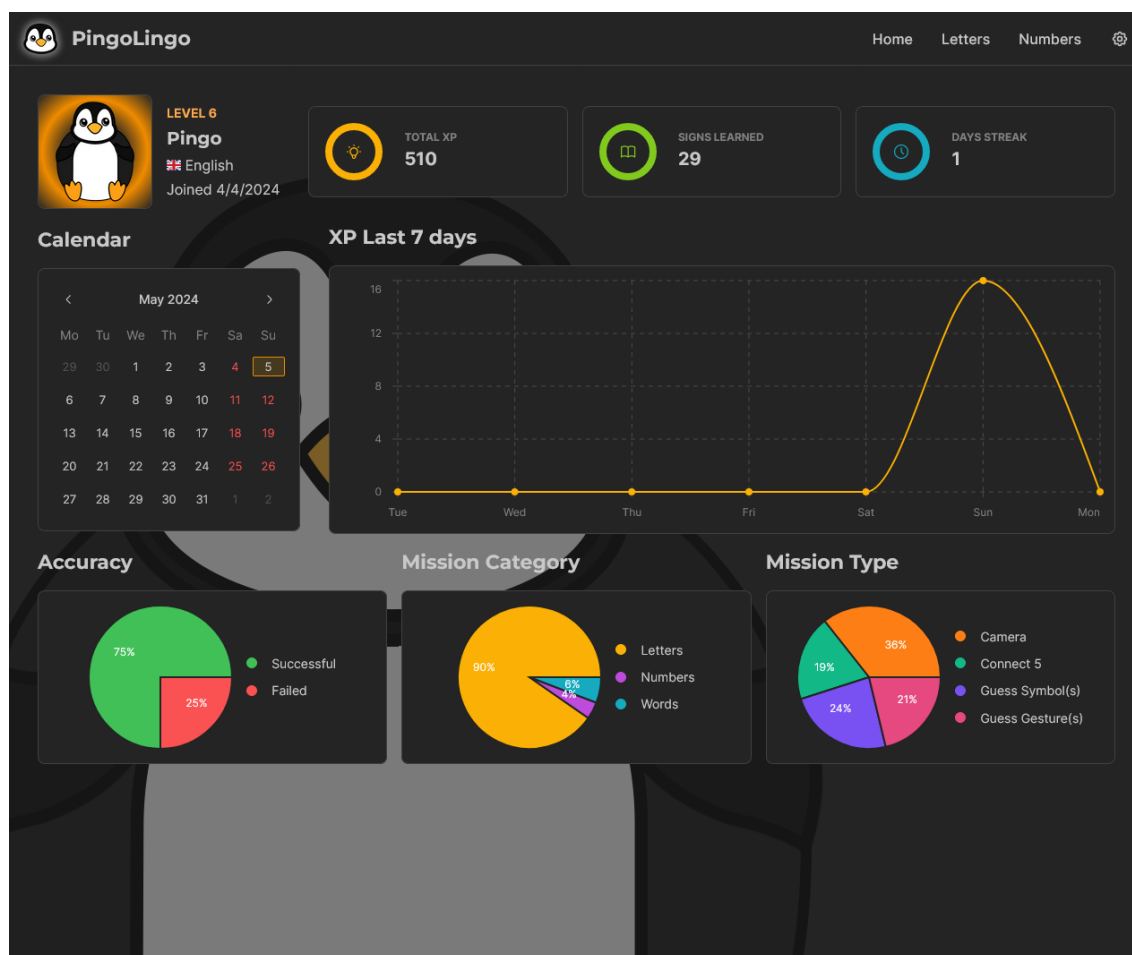 PingoLingo
Home Letters Numbers
LEVEL 6
Pingo
English
Joined 4/4/2024
TOTAL XP
510
SIGNS LEARNED
29
DAYS STREAK
1
Calendar
May 2024
Mo Tu We Th Fr Sa Su
29 30 1 2 3 4 5
6 7 8 9 10 11 12
13 14 15 16 17 18 19
20 21 22 23 24 25 26
27 28 29 30 31 1 2
XP Last 7 days
16
12
8
4
0
Tue Wed Thu Fri Sat Sun Mon
Accuracy
75%
25%
Successful
Failed
Mission Category
90%
6%
4%
Letters
Numbers
Words
Mission Type
36%
19%
24%
21%
Camera
Connect 5
Guess Symbol(s)
Guess Gesture(s)